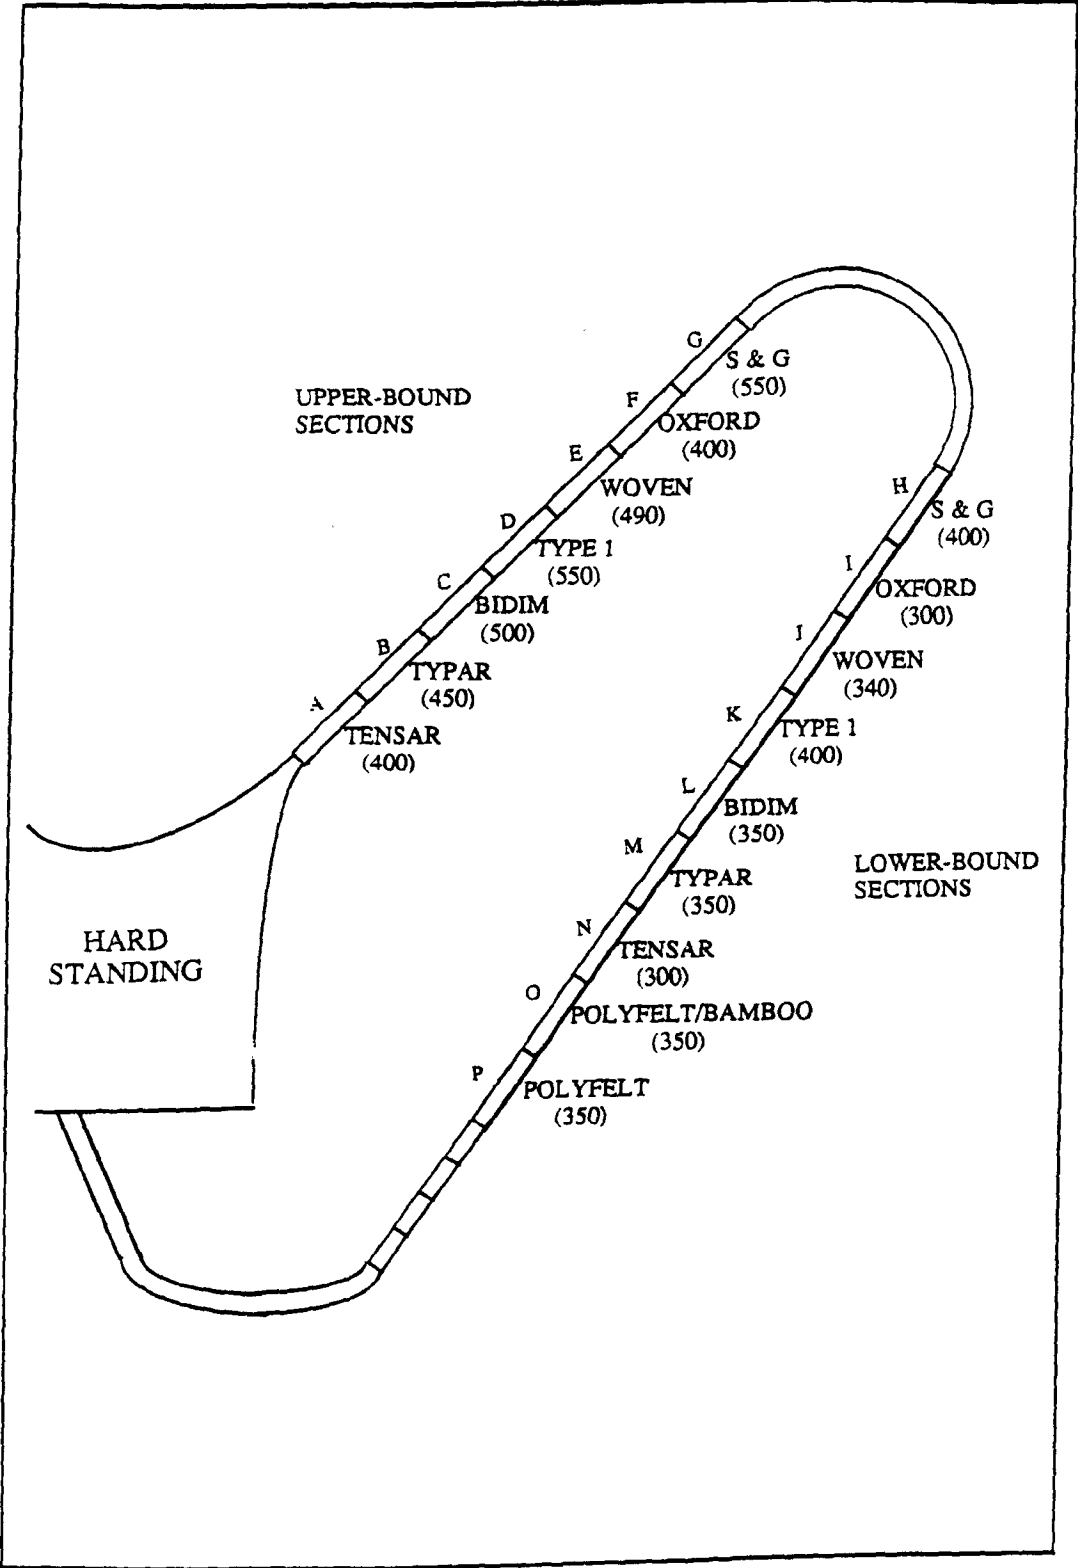 UPPER-BOUND
SECTIONS
G
S & G
(550)
F
OXFORD
(400)
E
WOVEN
(490)
D
TYPE 1
(550)
C
BIDIM
(500)
B
TYPAR
(450)
A
TENSAR
(400)
H
S & G
(400)
I
OXFORD
(300)
I
WOVEN
(340)
K
TYPE 1
(400)
L
BIDIM
(350)
M
TYPAR
(350)
N
TENSAR
(300)
O
POLYFELT/BAMBOO
(350)
P
POLYFELT
(350)
LOWER-BOUND
SECTIONS
HARD
STANDING